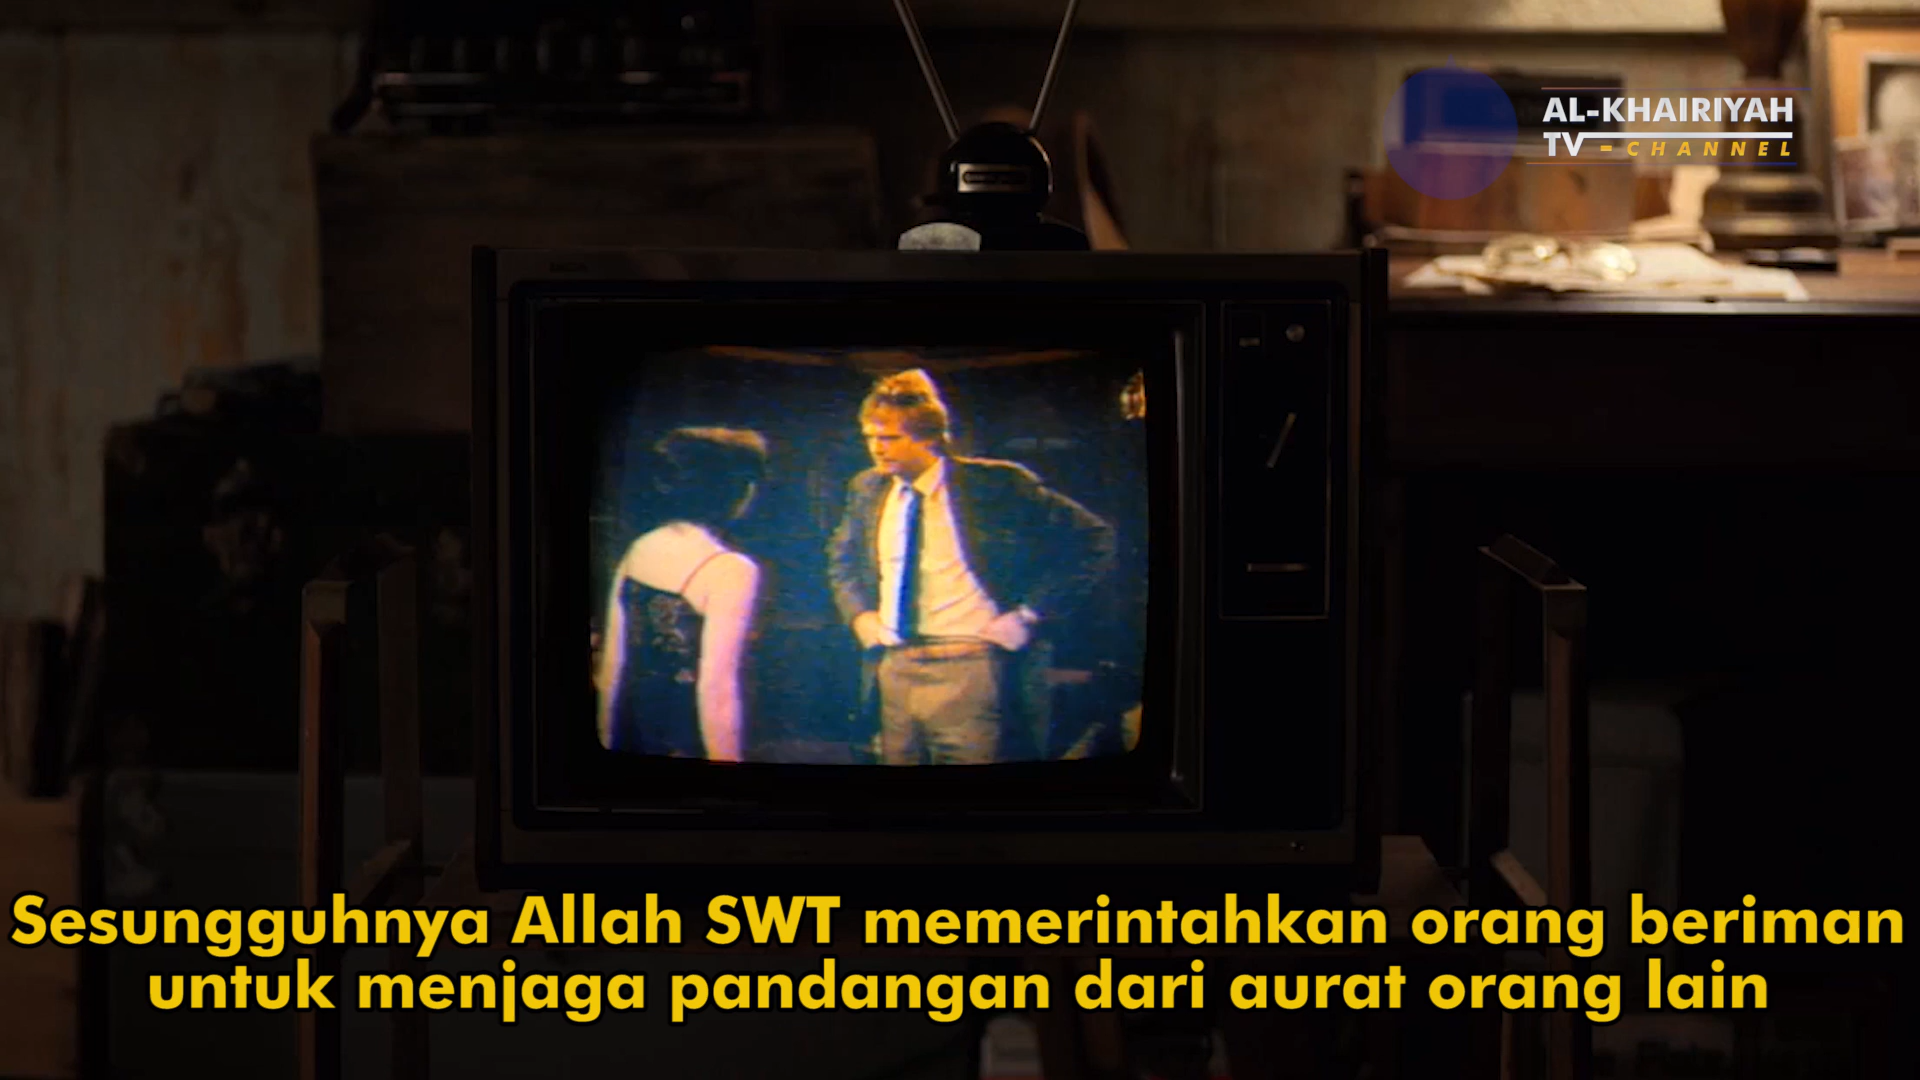 AL-KHAIRIYAH
TV - CHANNEL
Sesungguhnya Allah SWT memerintahkan orang beriman
untuk menjaga pandangan dari aurat orang lain